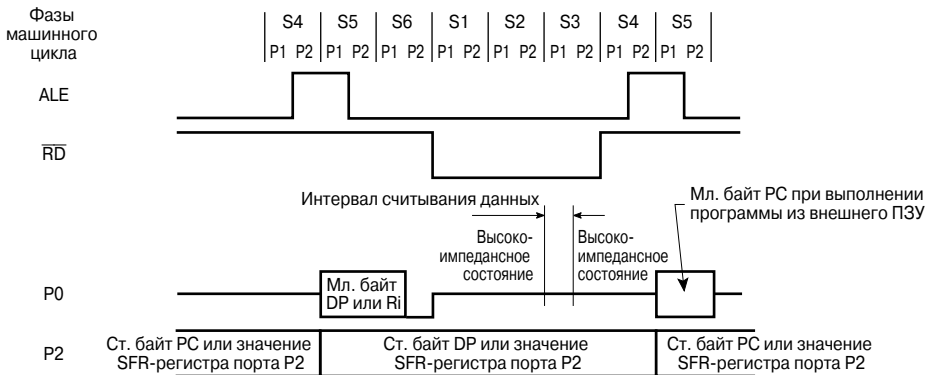 Фазы
машинного
цикла
S4 S5 S6 S1 S2 S3 S4 S5
P1 P2 P1 P2 P1 P2 P1 P2 P1 P2 P1 P2 P1 P2 P1 P2
ALE
RD
Интервал считывания данных
Мл. байт PC при выполнении
программы из внешнего ПЗУ
Высоко-
импедансное
состояние
Высоко-
импедансное
состояние
P0
Мл. байт
DP или Ri
P2
Ст. байт PC или значение
SFR-регистра порта P2
Ст. байт DP или значение
SFR-регистра порта P2
Ст. байт PC или значение
SFR-регистра порта P2